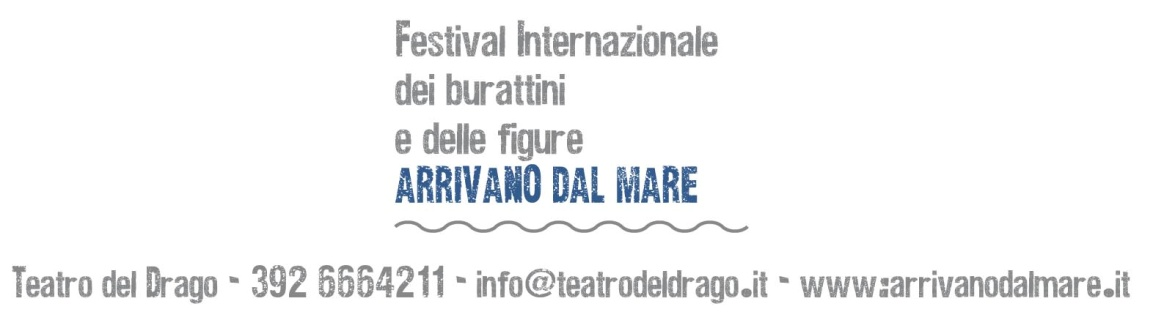 Festival Internazionale
dei burattini
e delle figure
ARRIVANO DAL MARE
Teatro del Drago - 392 6664211 - info@teatrodeldrago.it - www:arrivanodalmare.it